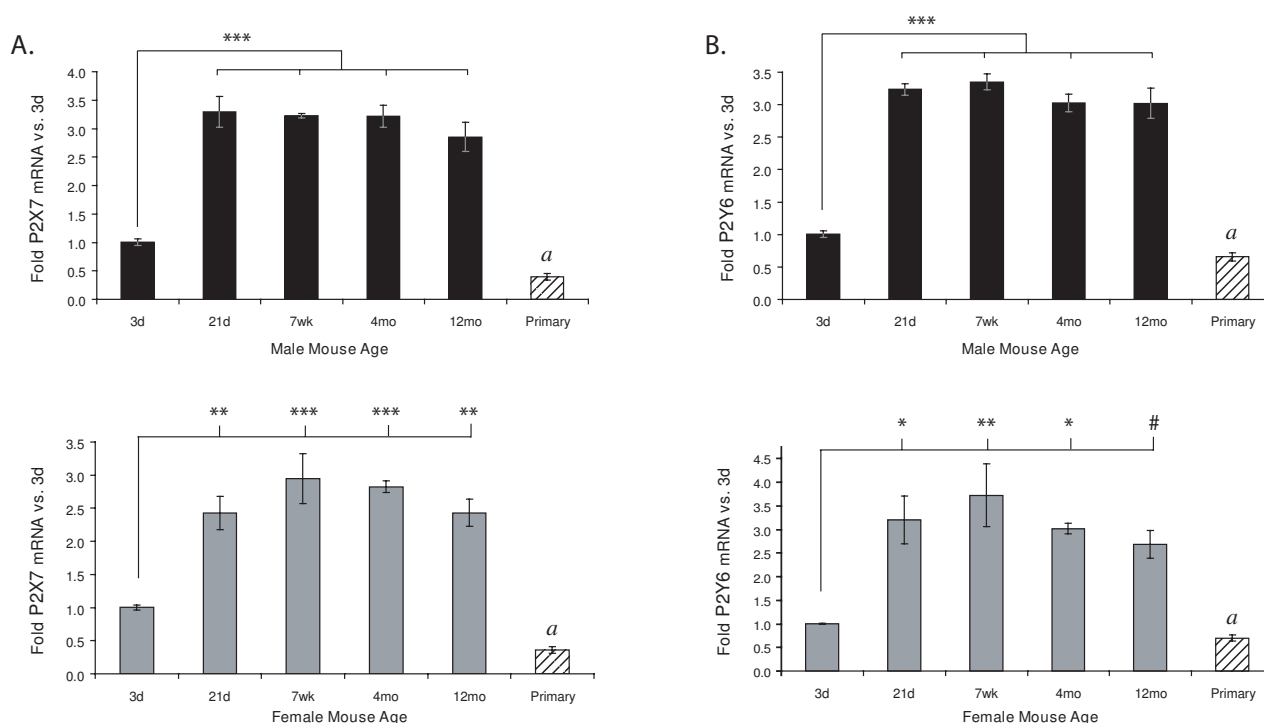 A.
***
Fold P2X7 mRNA vs. 3d
4.0
3.5
3.0
2.5
2.0
1.5
1.0
0.5
0.0
a
3d 21d 7wk 4mo 12mo Primary
Male Mouse Age
B.
***
Fold P2Y6 mRNA vs. 3d
3.5
3.0
2.5
2.0
1.5
1.0
0.5
0.0
a
3d 21d 7wk 4mo 12mo Primary
Male Mouse Age
** *** *** **
Fold P2X7 mRNA vs. 3d
3.5
3.0
2.5
2.0
1.5
1.0
0.5
0.0
a
3d 21d 7wk 4mo 12mo Primary
Female Mouse Age
* ** * #
Fold P2Y6 mRNA vs. 3d
4.5
4.0
3.5
3.0
2.5
2.0
1.5
1.0
0.5
0.0
a
3d 21d 7wk 4mo 12mo Primary
Female Mouse Age